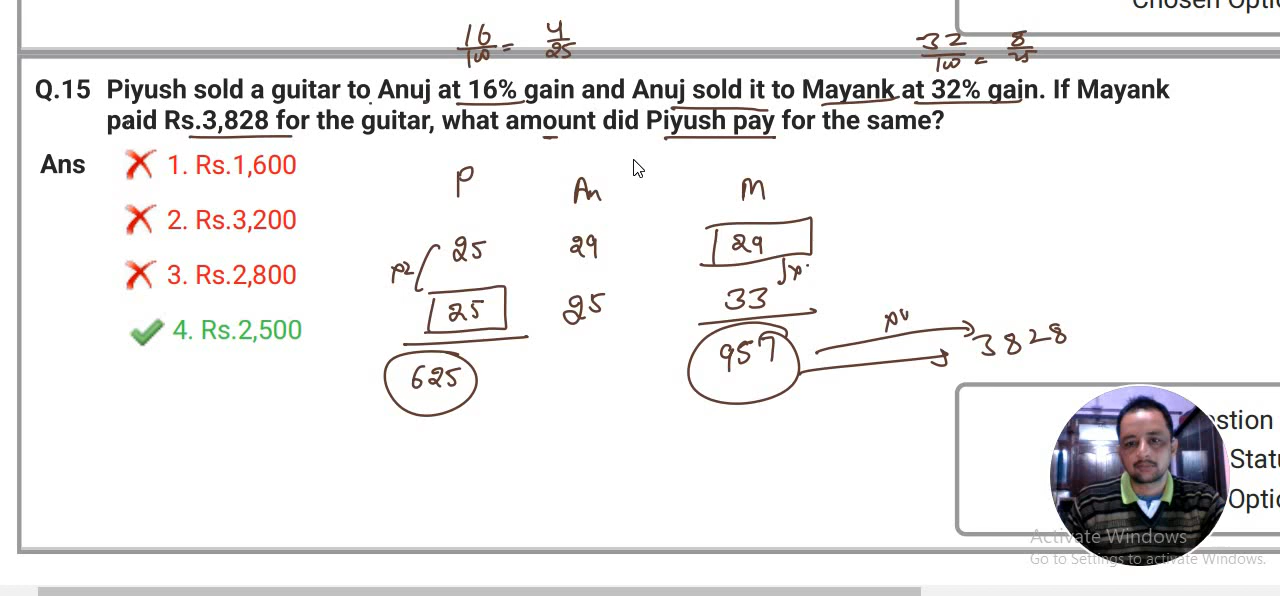 Chosen Opti
16/100 = 4/25
32/100 = 8/25
Q.15 Piyush sold a guitar to Anuj at 16% gain and Anuj sold it to Mayank at 32% gain. If Mayank
paid Rs.3,828 for the guitar, what amount did Piyush pay for the same?
Ans 1. Rs.1,600
2. Rs.3,200
3. Rs.2,800
4. Rs.2,500
P An M
25 29 29
25 25 33
625 957 3828
stion
Statu
Optio
Activate Windows
Go to Settings to activate Windows.